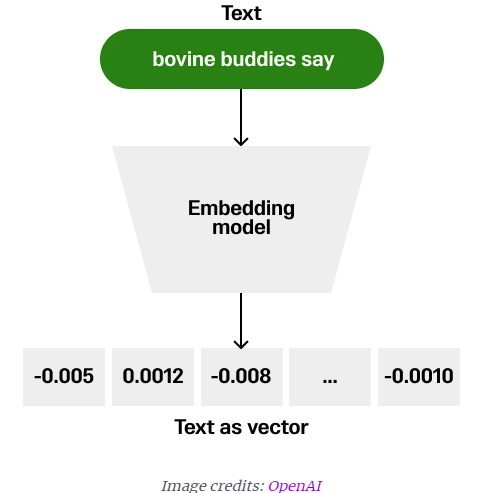 Text
bovine buddies say
Embedding
model
-0.005 0.0012 -0.008 ... -0.0010
Text as vector
Image credits: OpenAI